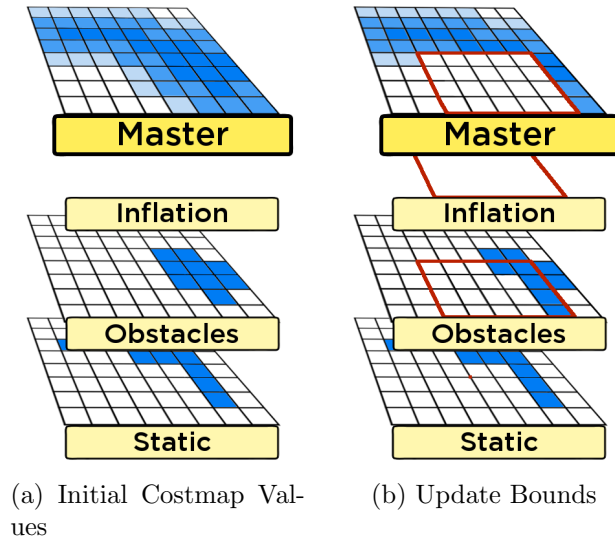 Master
Inflation
Obstacles
Static
(a) Initial Costmap Val-
ues
Master
Inflation
Obstacles
Static
(b) Update Bounds